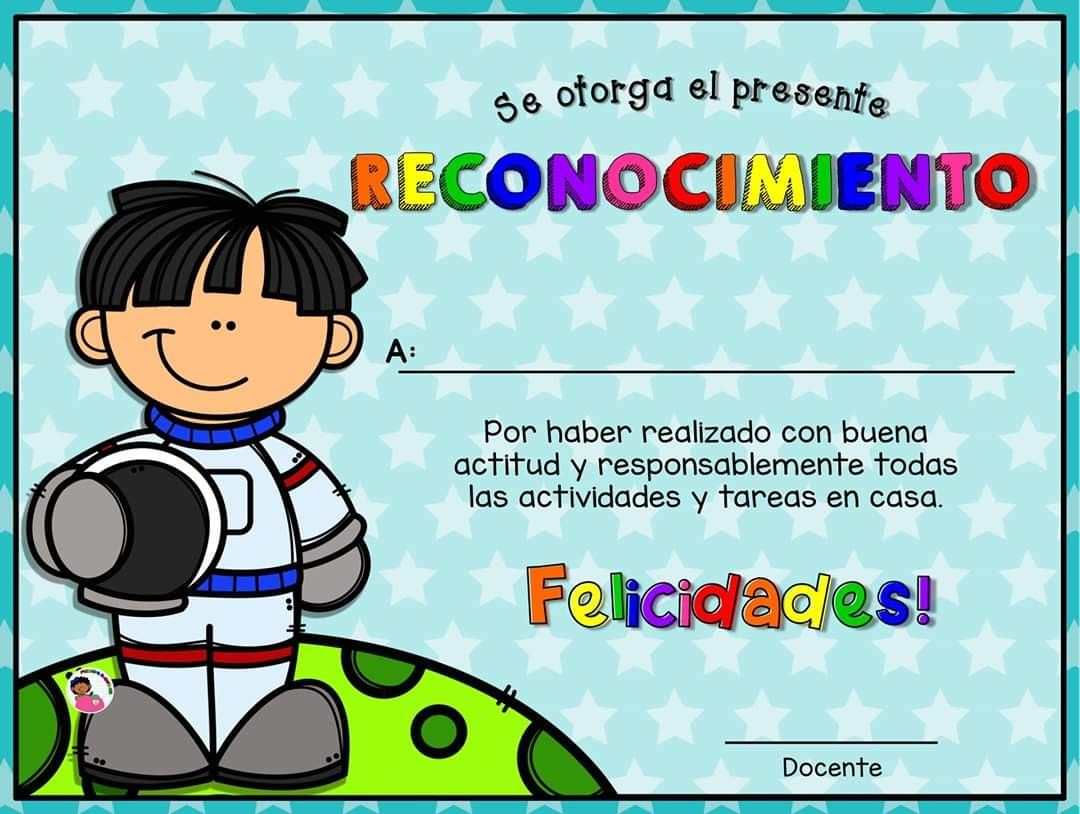 Se otorga el presente
RECONOCIMIENTO
A:
Por haber realizado con buena
actitud y responsablemente todas
las actividades y tareas en casa.
Felicidades!
Docente